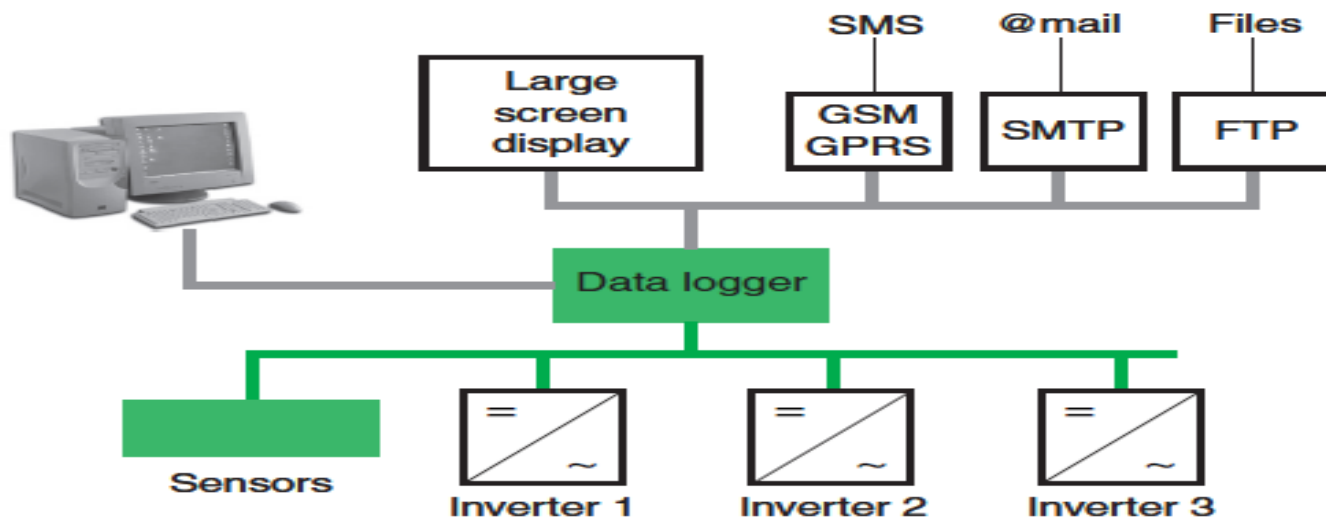 SMS
@mail
Files
Large
screen
display
GSM
GPRS
SMTP
FTP
Data logger
=
~
=
~
=
~
Sensors
Inverter 1
Inverter 2
Inverter 3